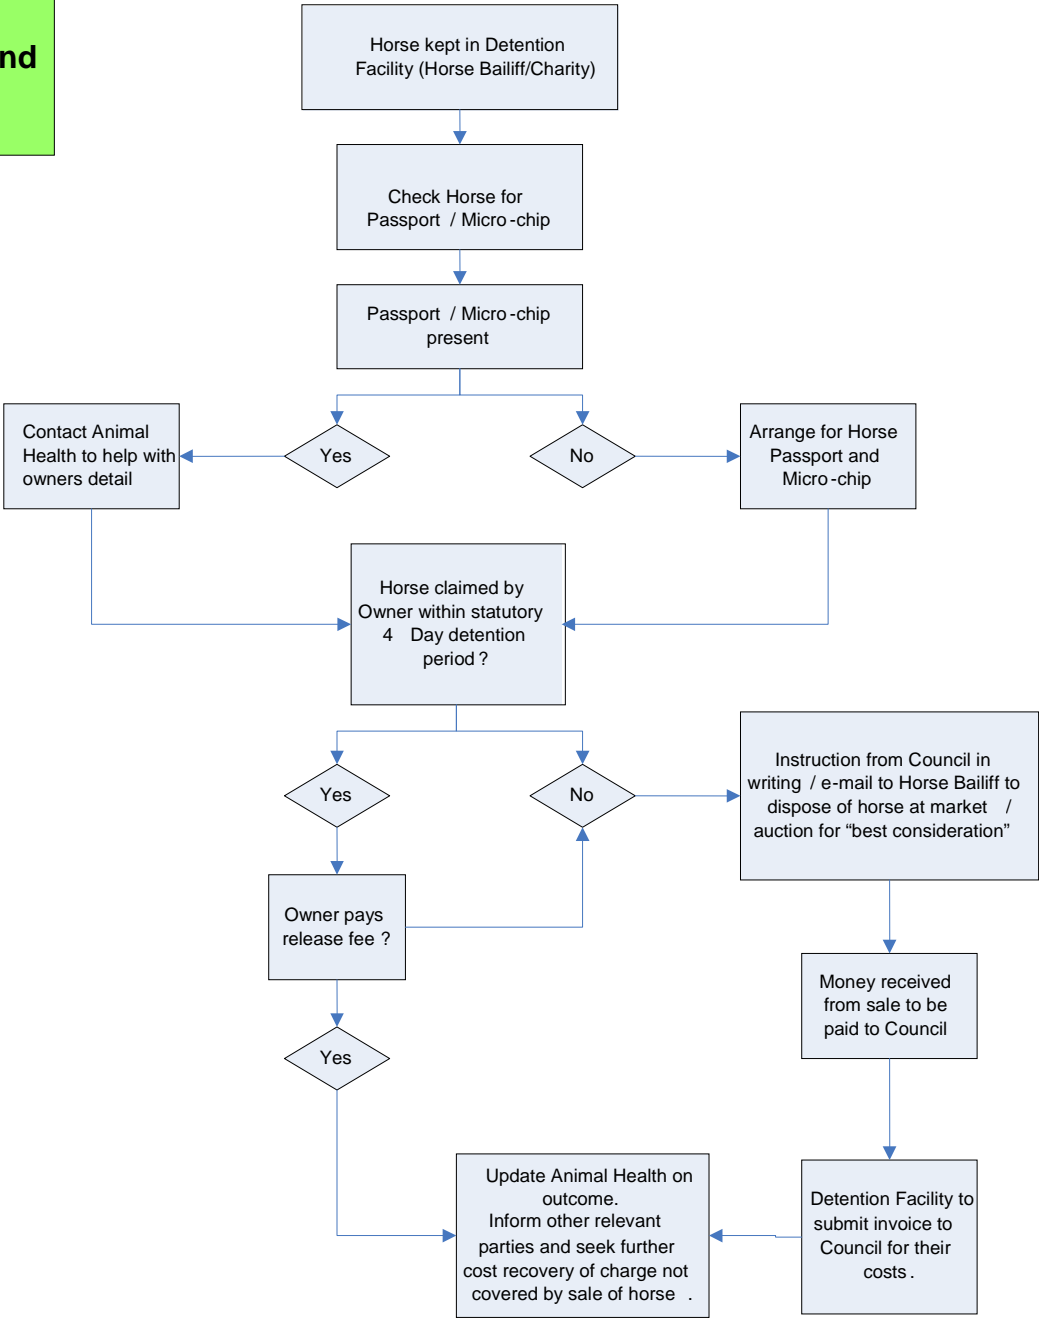 nd
Horse kept in Detention
Facility (Horse Bailiff/Charity)
Check Horse for
Passport / Micro-chip
Passport / Micro-chip
present
Contact Animal
Health to help with
owners detail
Yes
No
Arrange for Horse
Passport and
Micro-chip
Horse claimed by
Owner within statutory
4 Day detention
period ?
Yes
No
Instruction from Council in
writing / e-mail to Horse Bailiff to
dispose of horse at market /
auction for “best consideration”
Owner pays
release fee ?
Money received
from sale to be
paid to Council
Yes
Update Animal Health on
outcome.
Inform other relevant
parties and seek further
cost recovery of charge not
covered by sale of horse .
Detention Facility to
submit invoice to
Council for their
costs .